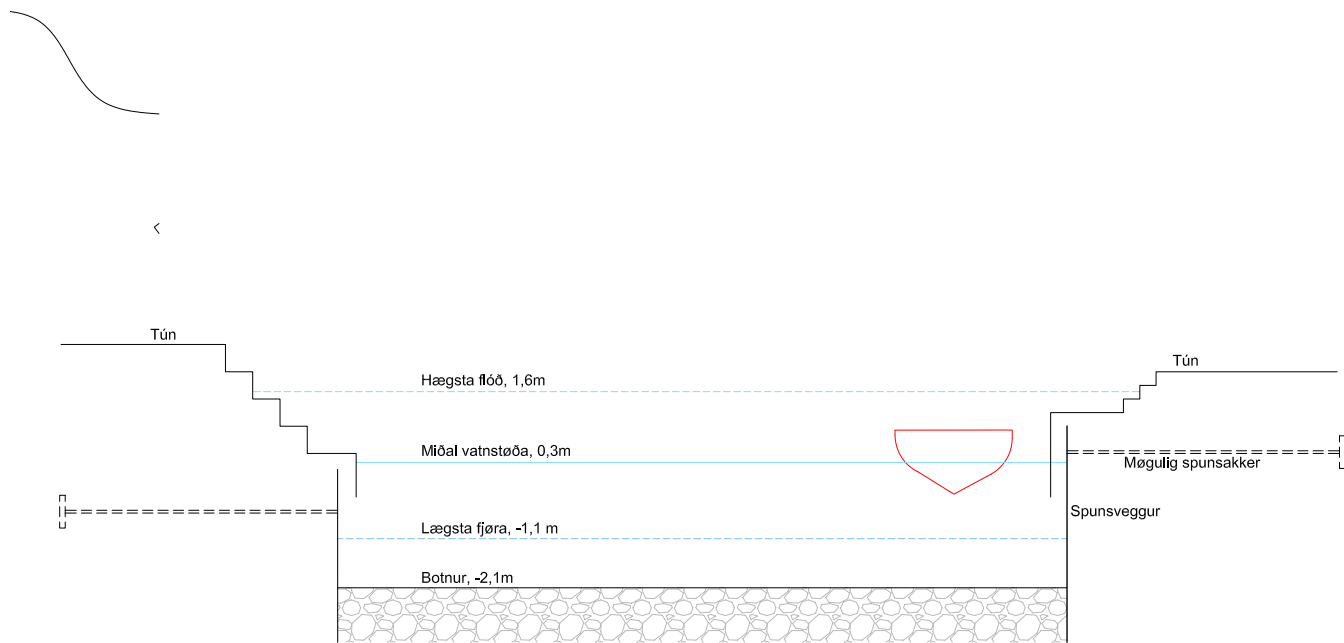 Tún
Tún
Hægsta flóð, 1,6m
Miðal vatnstøða, 0,3m
Møgulig spunsakker
Spunsveggur
Lægsta fjøra, -1,1 m
Botnur, -2,1m